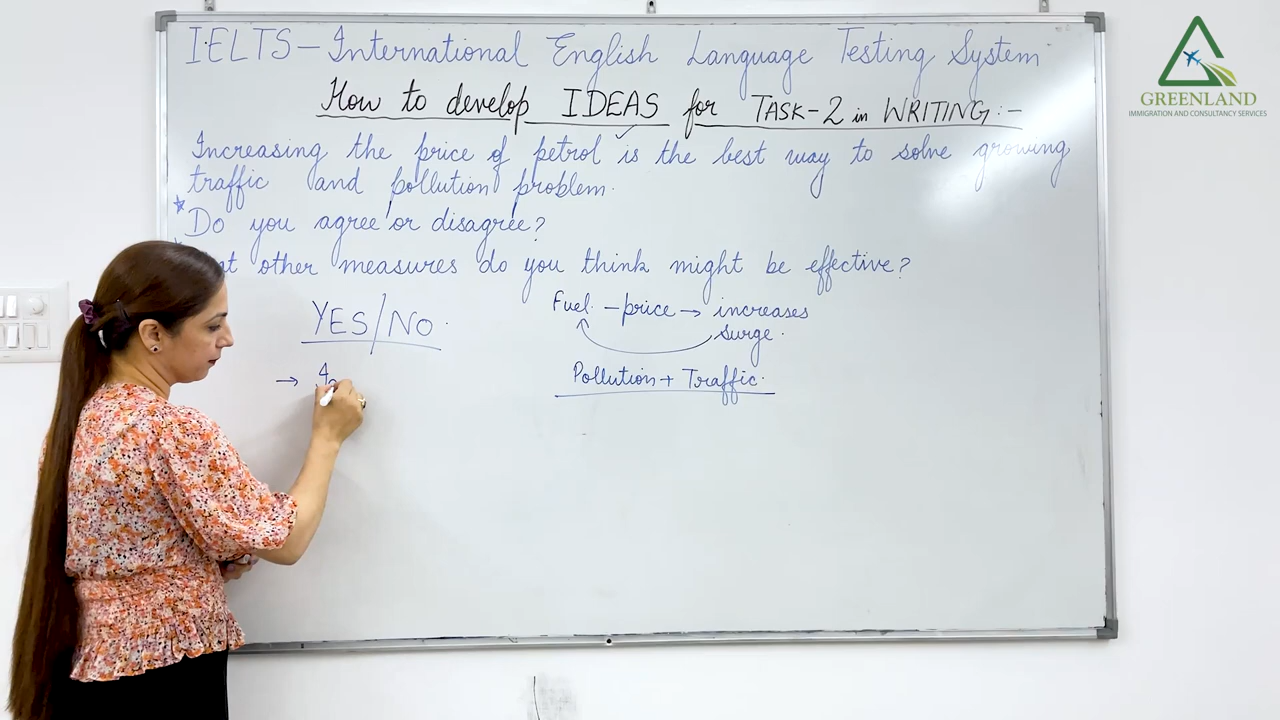 IELTS – International English Language Testing System
How to develop IDEAS for TASK-2 in WRITING:-
Increasing the price of petrol is the best way to solve growing
traffic and pollution problem.
* Do you agree or disagree?
other measures do you think might be effective?
YES/NO.
Fuel. – price → increases
surge.
Pollution + Traffic.
→ 4
GREENLAND
IMMIGRATION AND CONSULTANCY SERVICES